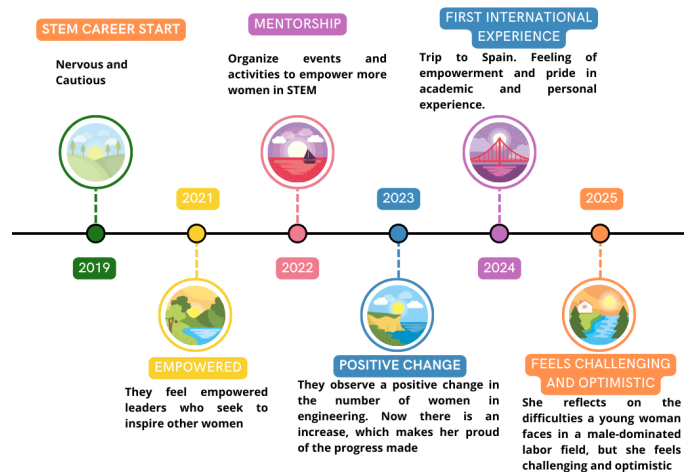 STEM CAREER START
Nervous and
Cautious
MENTORSHIP
Organize events and
activities to empower more
women in STEM
FIRST INTERNATIONAL
EXPERIENCE
Trip to Spain. Feeling of
empowerment and pride in
academic and personal
experience.
2021
2023
2025
2019
2022
2024
EMPOWERED
They feel empowered
leaders who seek to
inspire other women
POSITIVE CHANGE
They observe a positive change in
the number of women in
engineering. Now there is an
increase, which makes her proud
of the progress made
FEELS CHALLENGING
AND OPTIMISTIC
She reflects on the
difficulties a young woman
faces in a male-dominated
labor field, but she feels
challenging and optimistic